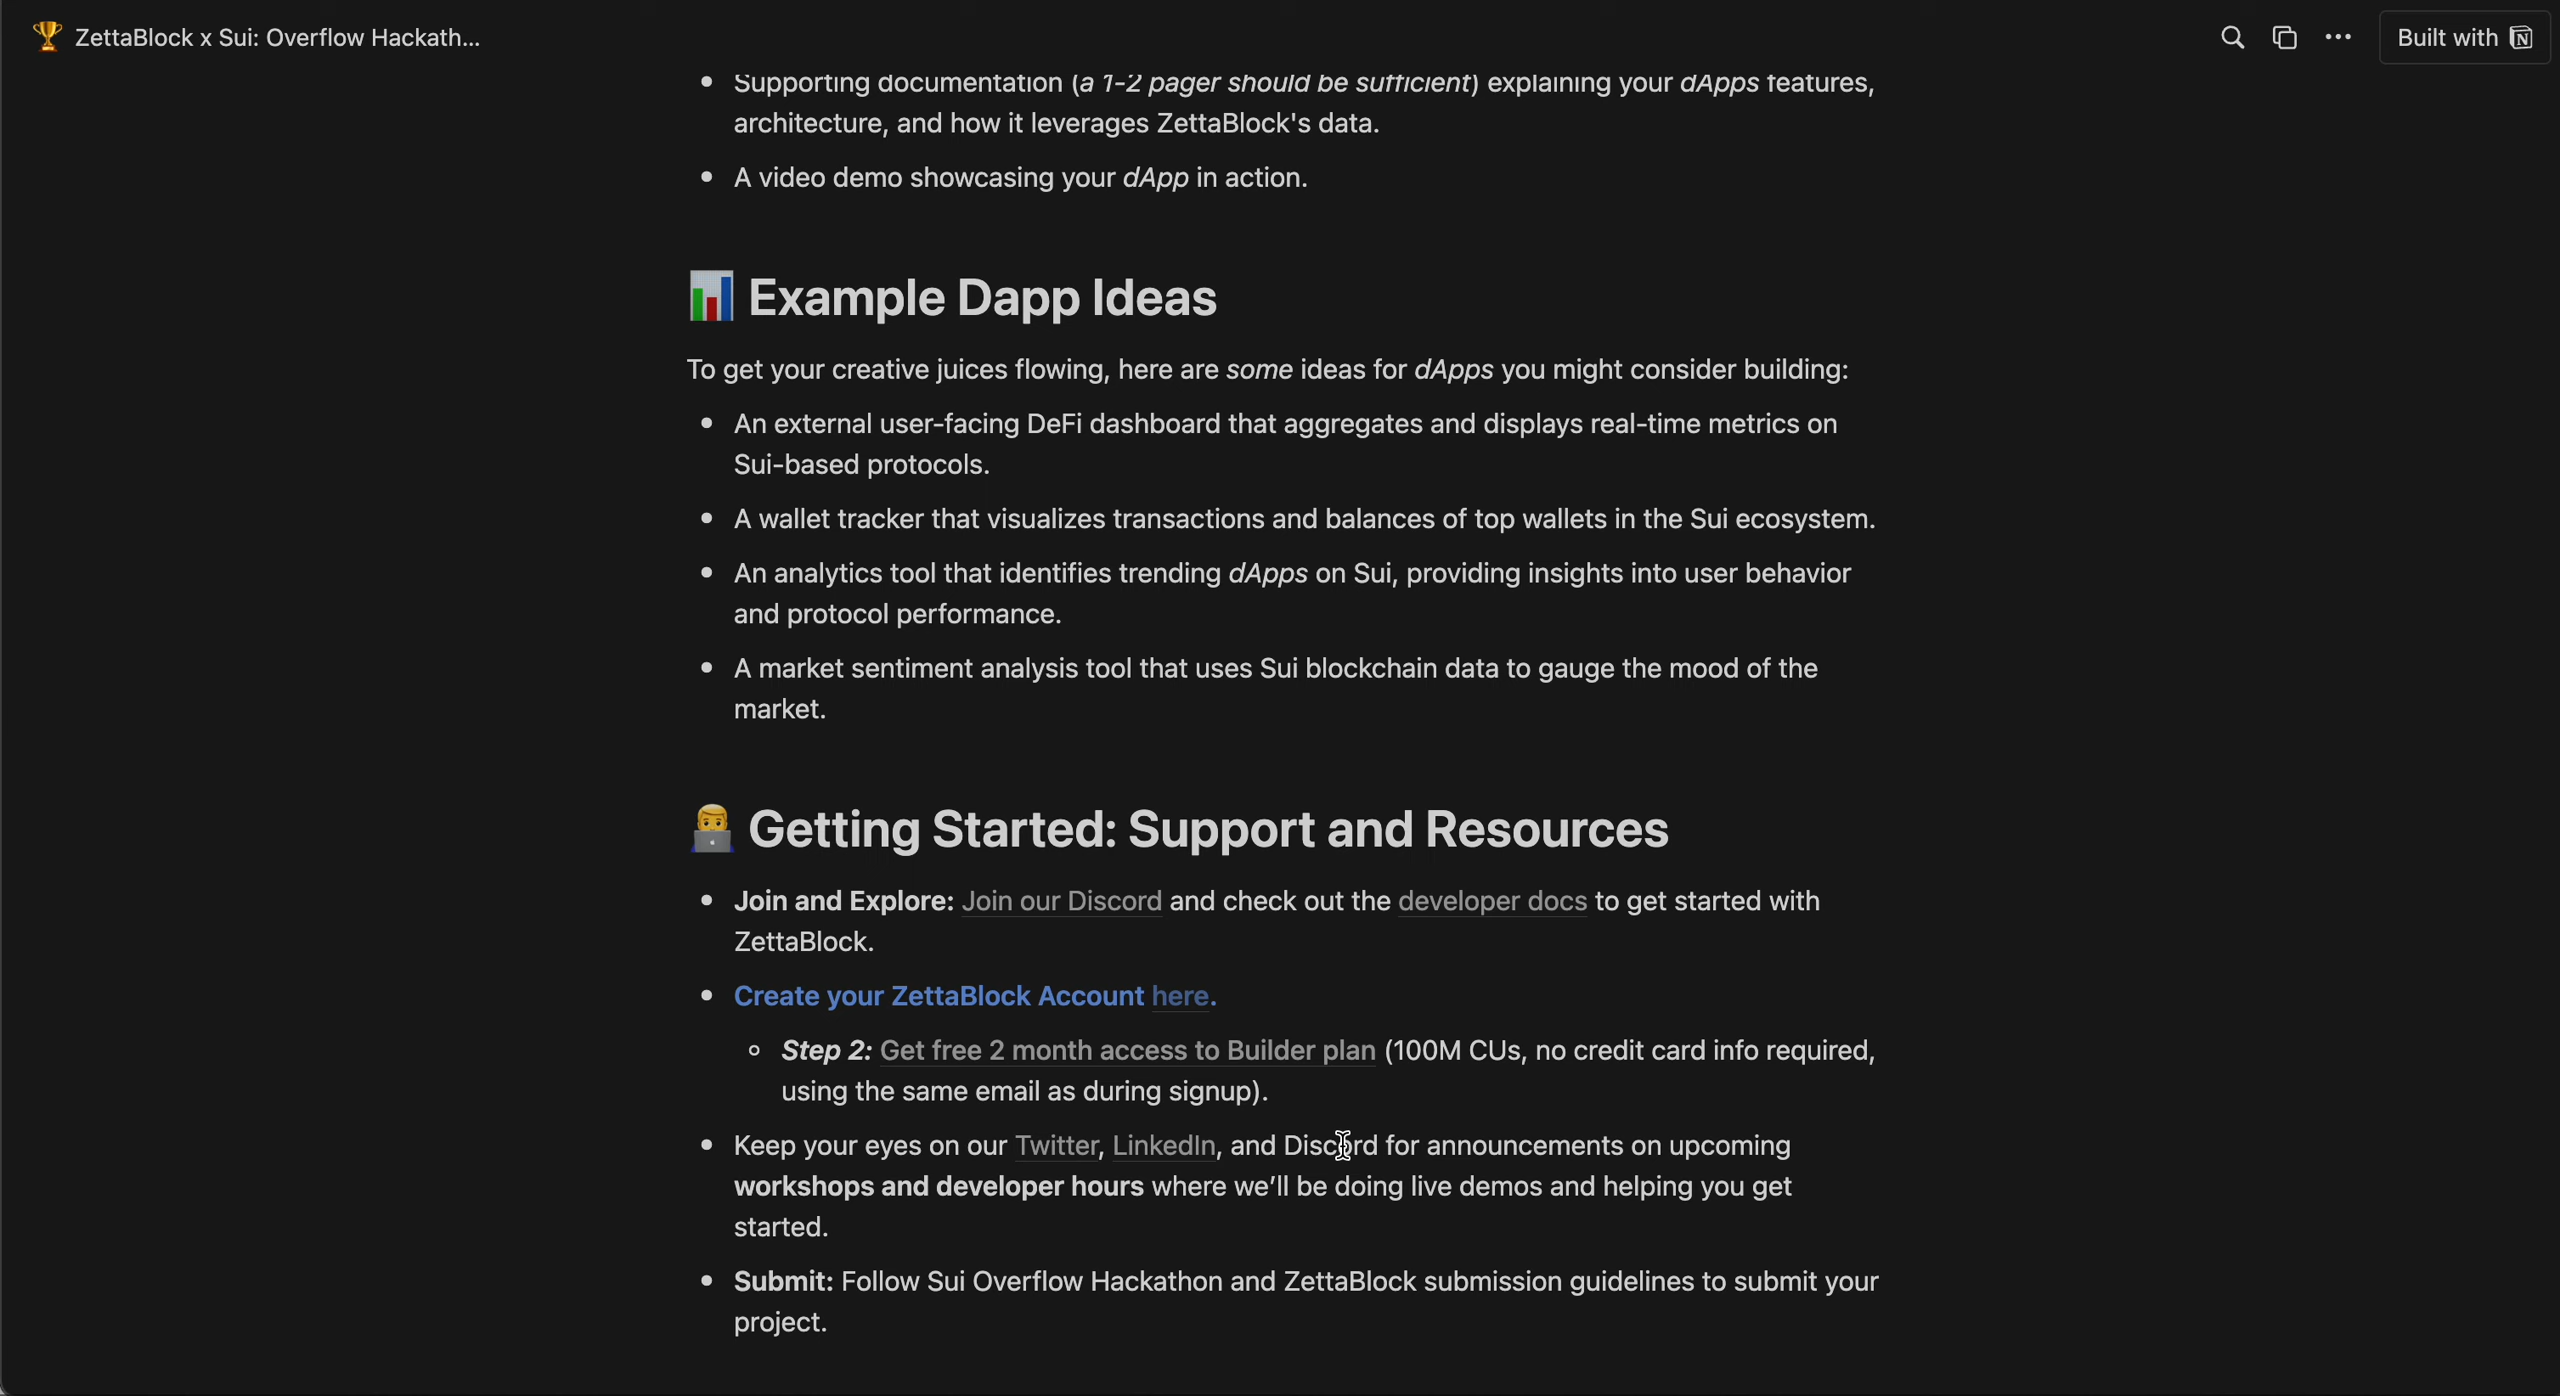 ZettaBlock x Sui: Overflow Hackath...
Built with
Supporting documentation (a 1-2 pager should be sufficient) explaining your dApps features,
architecture, and how it leverages ZettaBlock's data.
A video demo showcasing your dApp in action.
Example Dapp Ideas
To get your creative juices flowing, here are some ideas for dApps you might consider building:
An external user-facing DeFi dashboard that aggregates and displays real-time metrics on
Sui-based protocols.
A wallet tracker that visualizes transactions and balances of top wallets in the Sui ecosystem.
An analytics tool that identifies trending dApps on Sui, providing insights into user behavior
and protocol performance.
A market sentiment analysis tool that uses Sui blockchain data to gauge the mood of the
market.
Getting Started: Support and Resources
Join and Explore: Join our Discord and check out the developer docs to get started with
ZettaBlock.
Create your ZettaBlock Account here.
Step 2: Get free 2 month access to Builder plan (100M CUs, no credit card info required,
using the same email as during signup).
Keep your eyes on our Twitter, LinkedIn, and Discord for announcements on upcoming
workshops and developer hours where we’ll be doing live demos and helping you get
started.
Submit: Follow Sui Overflow Hackathon and ZettaBlock submission guidelines to submit your
project.